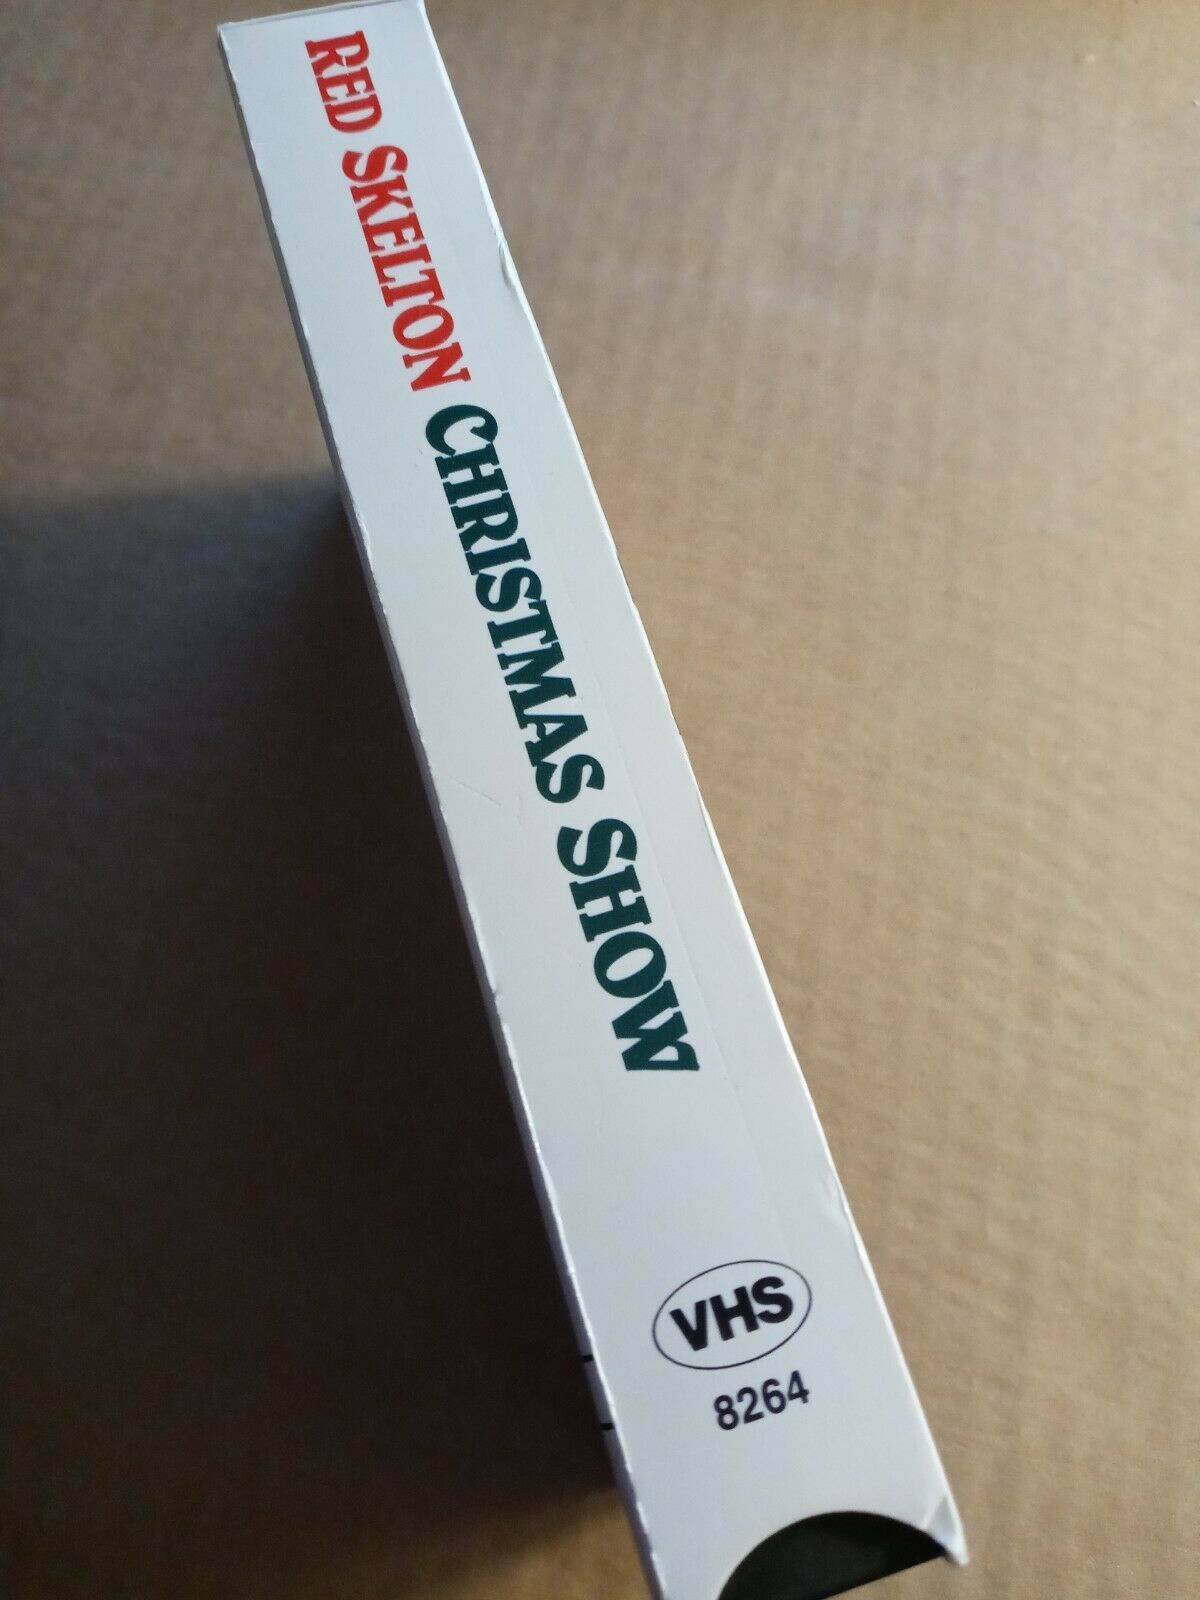 RED SKELTON CHRISTMAS SHOW
VHS
8264